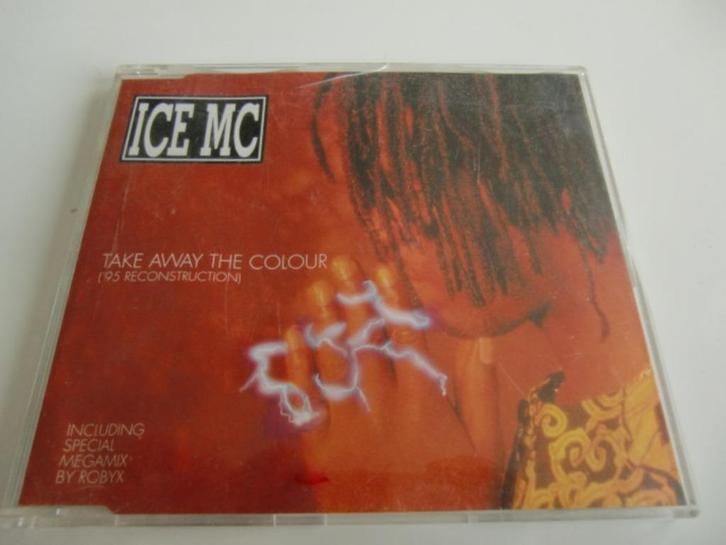 ICE MC
TAKE AWAY THE COLOUR
('95 RECONSTRUCTION)
INCLUDING
SPECIAL
MEGAMIX
BY ROBYX